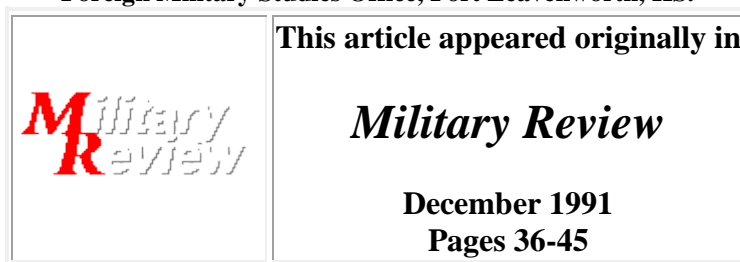 Foreign Military Studies Office, Fort Leavenworth, KS.
This article appeared originally in
Military
Review
Military Review
December 1991
Pages 36-45